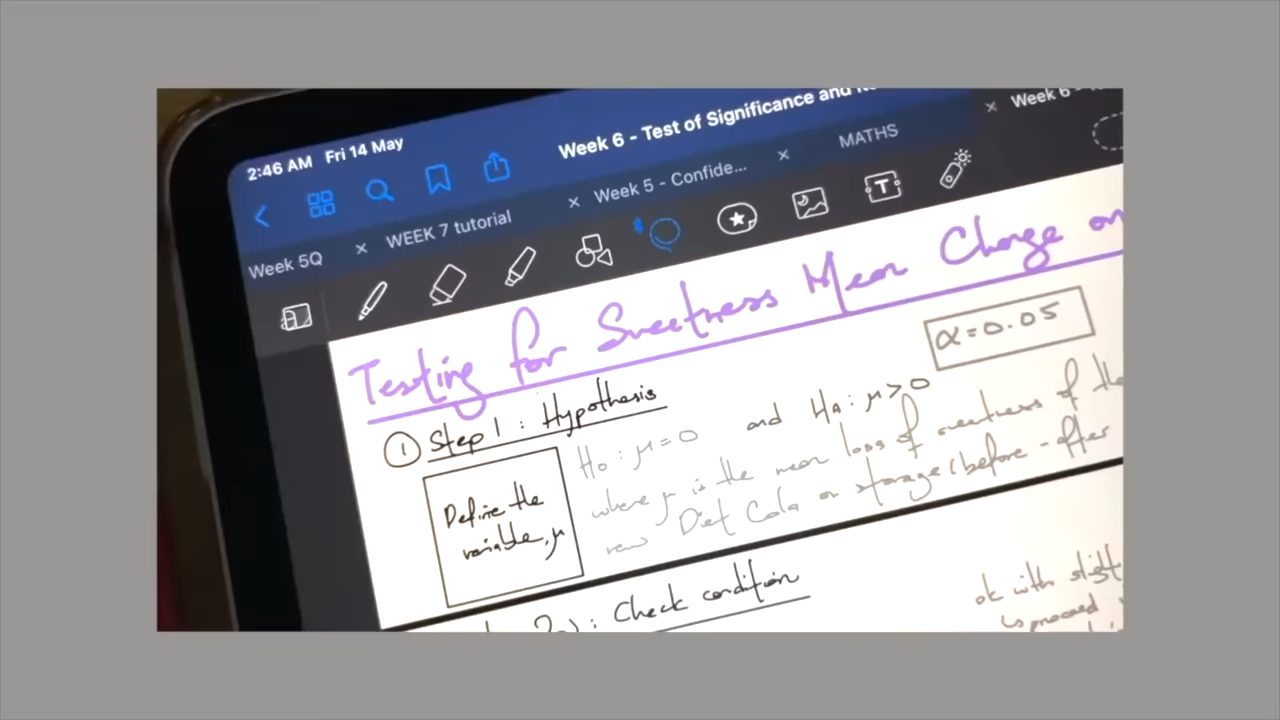 2:46 AM Fri 14 May
Week 6 - Test of Significance and
Week 6 -
Week 5Q × WEEK 7 tutorial × Week 5 - Confide... × MATHS ×
T
Testing for Sweetness Mean Change on
α=0.05
① Step 1 : Hypothesis
H₀ : μ=0 and Hₐ : μ>0
Define the
variable, μ
where μ is the mean loss of sweetness of the
new Diet Cola on storage (before - after
: Check condition
ok with slight
is proceed